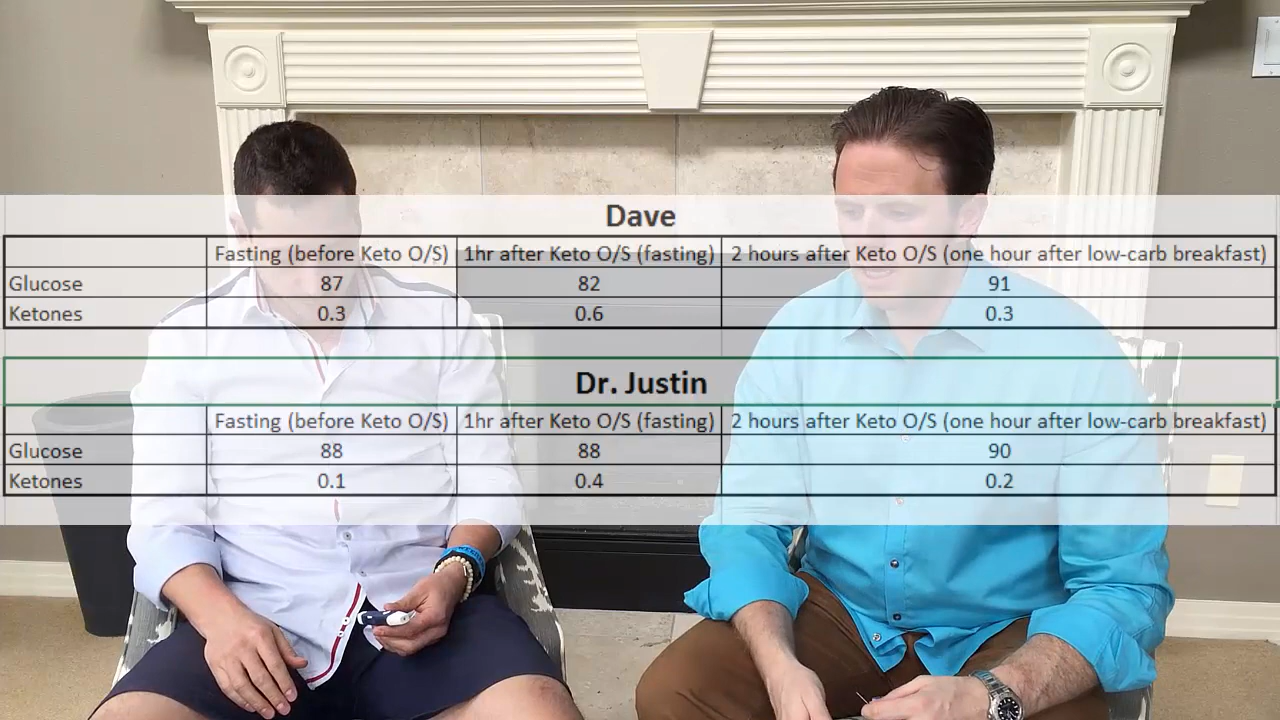 Dave
Fasting (before Keto O/S) 1hr after Keto O/S (fasting) 2 hours after Keto O/S (one hour after low-carb breakfast)
Glucose 87 82 91
Ketones 0.3 0.6 0.3
Dr. Justin
Fasting (before Keto O/S) 1hr after Keto O/S (fasting) 2 hours after Keto O/S (one hour after low-carb breakfast)
Glucose 88 88 90
Ketones 0.1 0.4 0.2